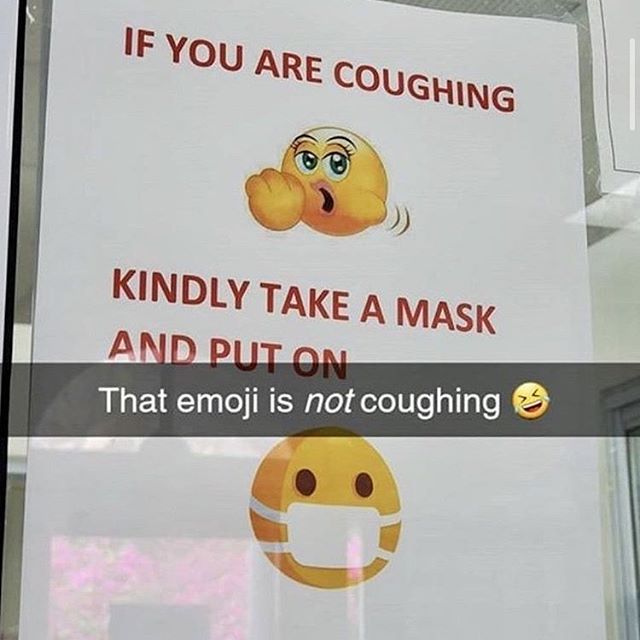 IF YOU ARE COUGHING
KINDLY TAKE A MASK
AND PUT ON
That emoji is not coughing 🤣